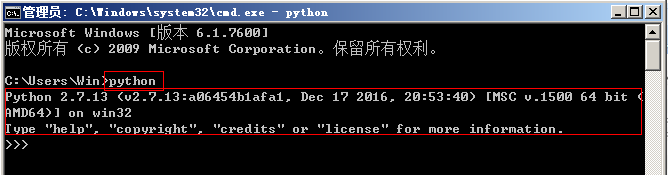 管理员: C:\Windows\system32\cmd.exe - python
Microsoft Windows [版本 6.1.7600]
版权所有 (c) 2009 Microsoft Corporation。保留所有权利。
C:\Users\Win>python
Python 2.7.13 (v2.7.13:a06454b1afa1, Dec 17 2016, 20:53:40) [MSC v.1500 64 bit (
AMD64)] on win32
Type "help", "copyright", "credits" or "license" for more information.
>>>